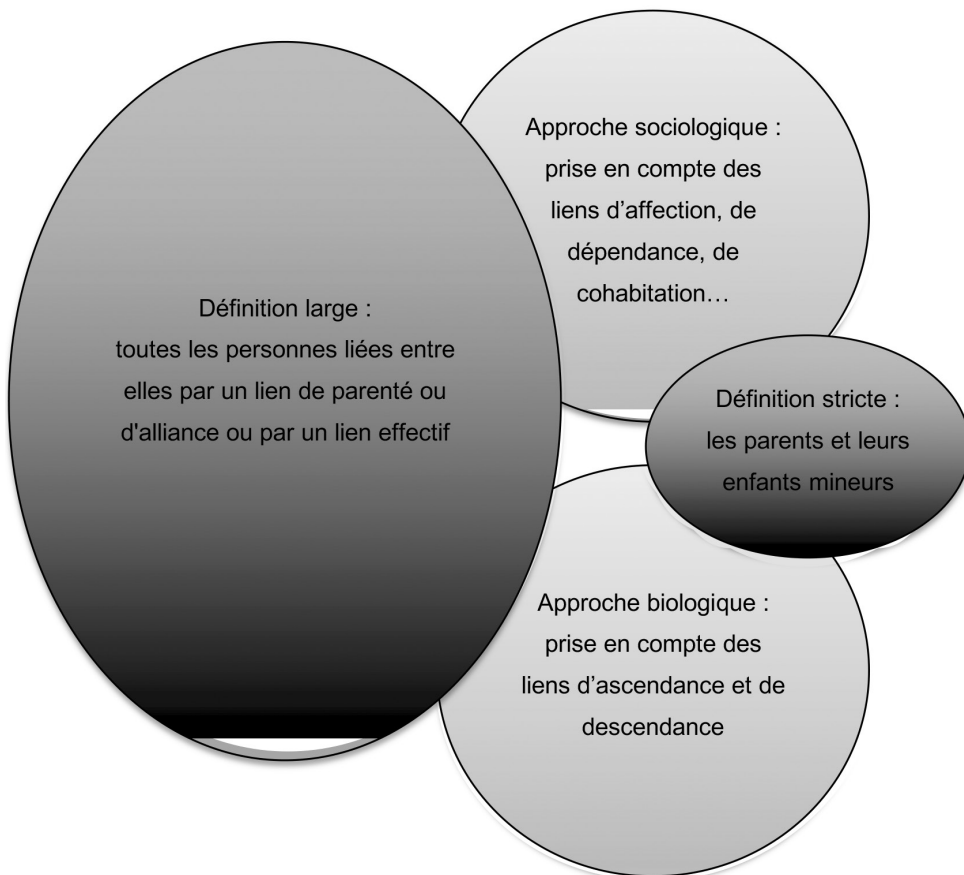 Approche sociologique :
prise en compte des
liens d’affection, de
dépendance, de
cohabitation…
Définition large :
toutes les personnes liées entre
elles par un lien de parenté ou
d'alliance ou par un lien effectif
Définition stricte :
les parents et leurs
enfants mineurs
Approche biologique :
prise en compte des
liens d’ascendance et de
descendance